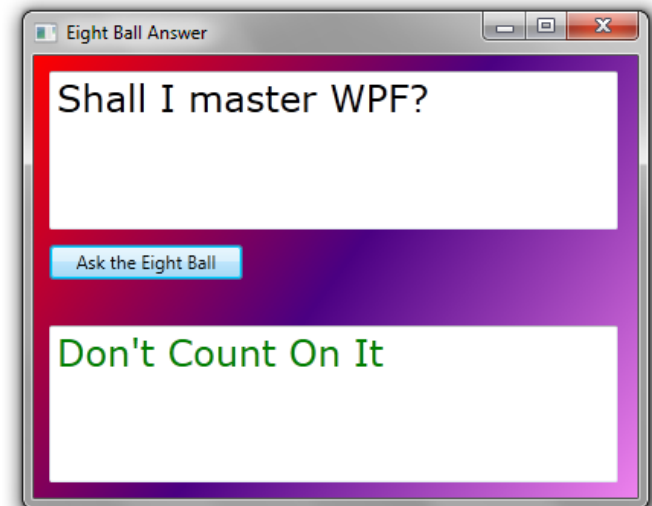 Eight Ball Answer
Shall I master WPF?
Ask the Eight Ball
Don't Count On It